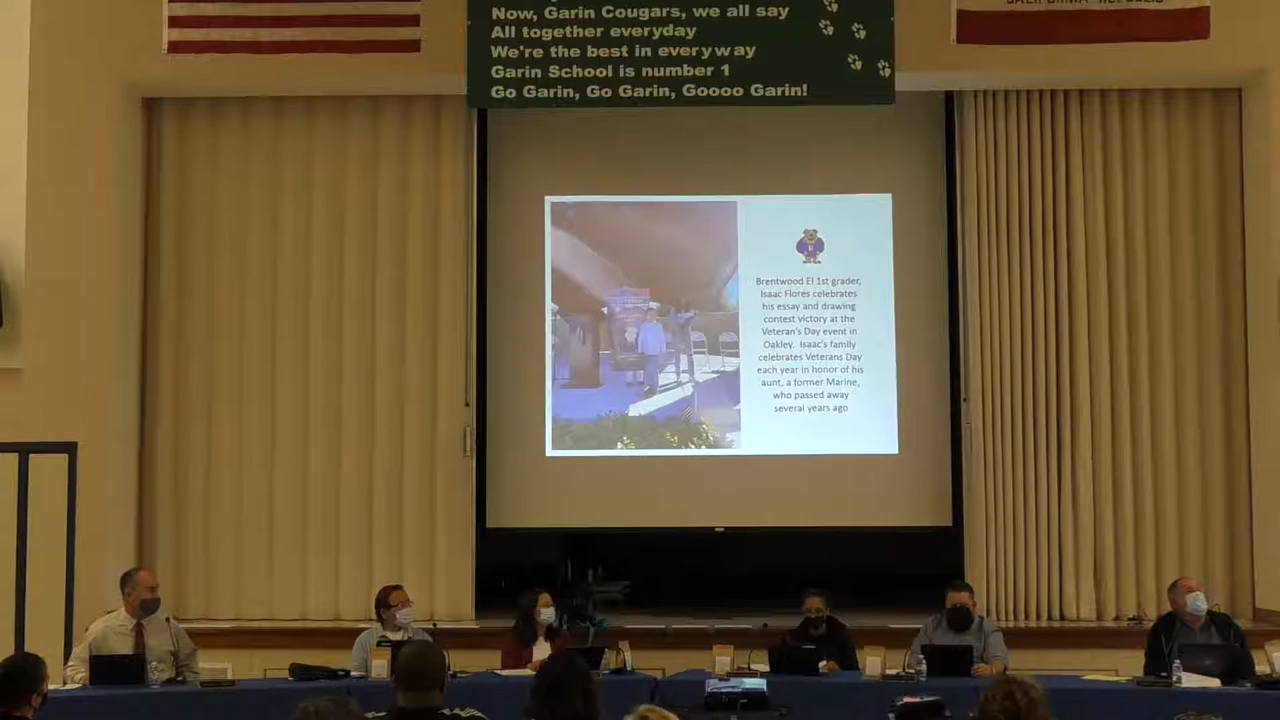 Now, Garin Cougars, we all say
All together everyday
We're the best in everyway
Garin School is number 1
Go Garin, Go Garin, Goooo Garin!
CALIFORNIA REPUBLIC
Brentwood El 1st grader,
Isaac Flores celebrates
his essay and drawing
contest victory at the
Veteran's Day event in
Oakley. Isaac's family
celebrates Veterans Day
each year in honor of his
aunt, a former Marine,
who passed away
several years ago